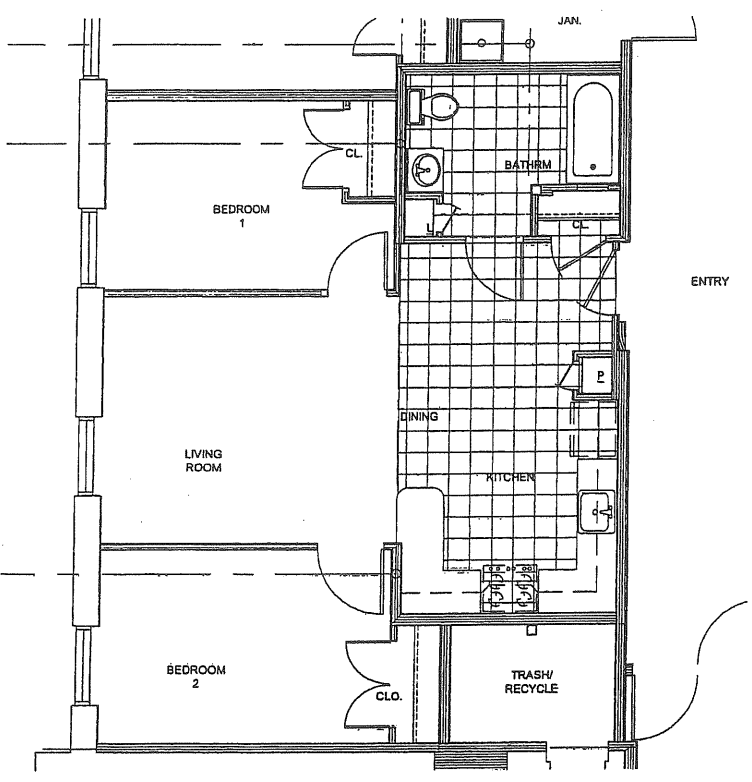 JAN.
CL.
BATHRM
BEDROOM
1
L
CL
ENTRY
P
DINING
LIVING
ROOM
KITCHEN
BEDROOM
2
CLO.
TRASH/
RECYCLE